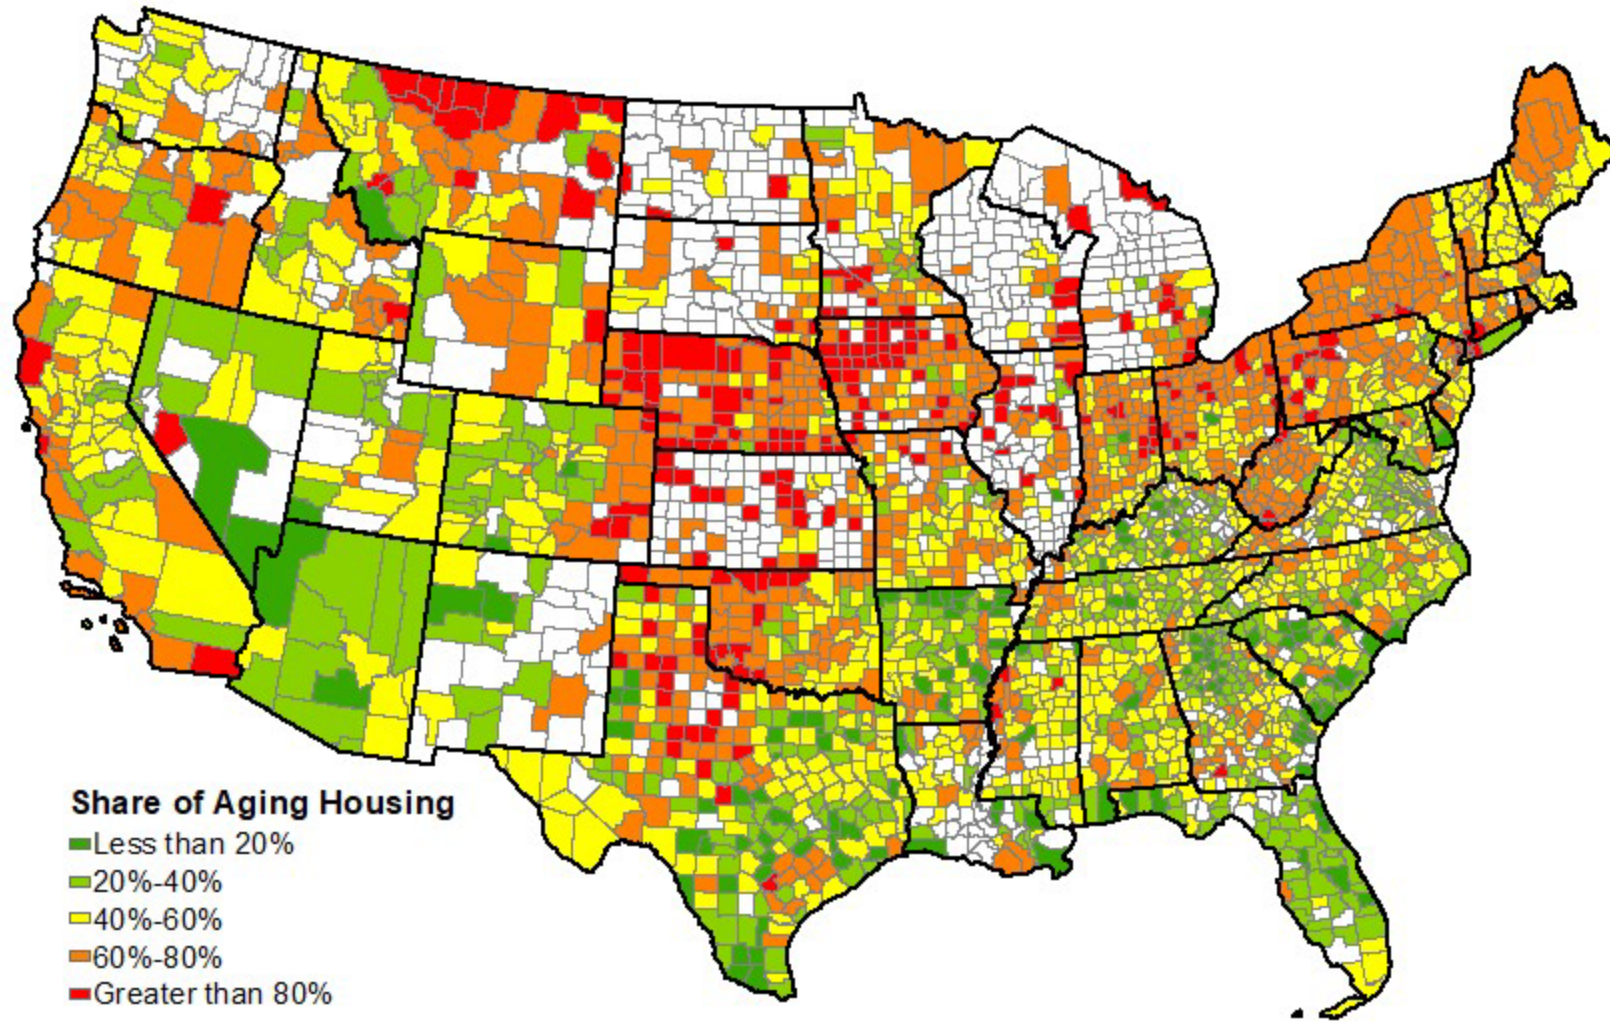 Share of Aging Housing
Less than 20%
20%-40%
40%-60%
60%-80%
Greater than 80%